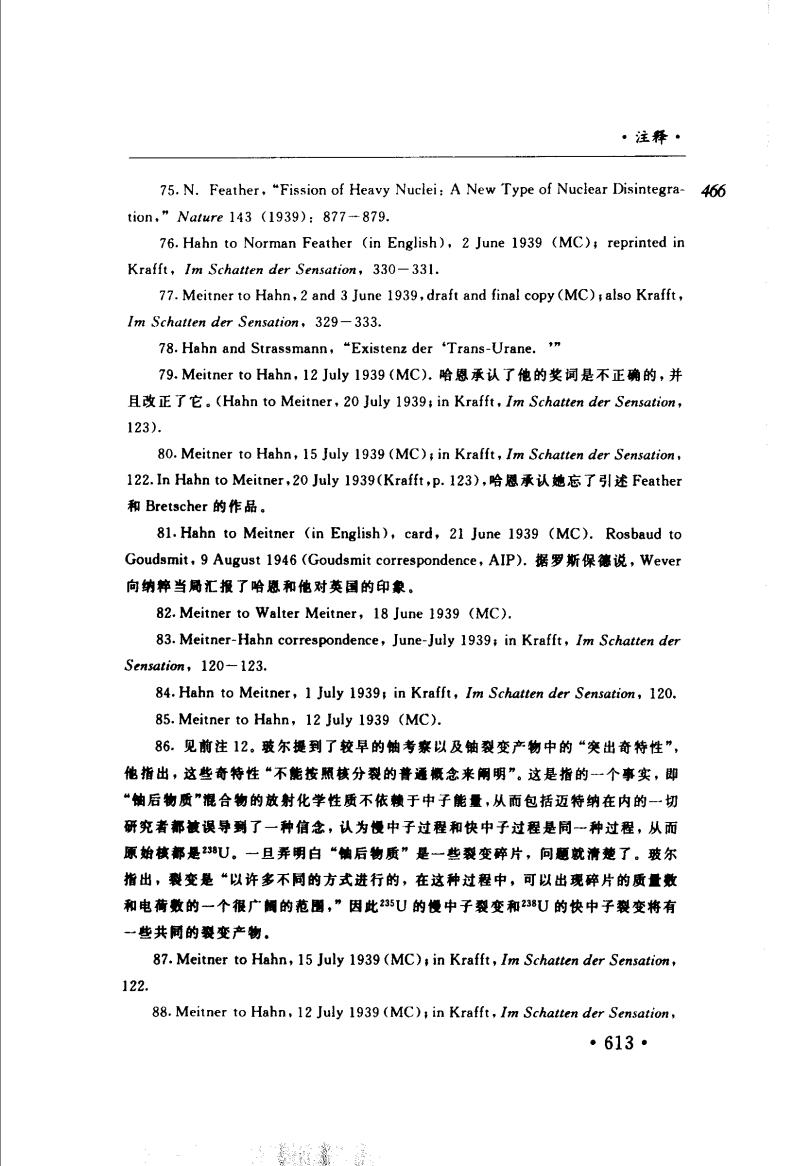 ·注释·
75. N. Feather, “Fission of Heavy Nuclei: A New Type of Nuclear Disintegra- 466
tion,” Nature 143 (1939): 877-879.
76. Hahn to Norman Feather (in English), 2 June 1939 (MC); reprinted in
Krafft, Im Schatten der Sensation, 330-331.
77. Meitner to Hahn, 2 and 3 June 1939, draft and final copy (MC); also Krafft,
Im Schatten der Sensation, 329-333.
78. Hahn and Strassmann, “Existenz der ‘Trans-Urane. ’”
79. Meitner to Hahn, 12 July 1939 (MC). 哈恩承认了他的奖词是不正确的，并
且改正了它。(Hahn to Meitner, 20 July 1939; in Krafft, Im Schatten der Sensation,
123).
80. Meitner to Hahn, 15 July 1939 (MC); in Krafft, Im Schatten der Sensation,
122. In Hahn to Meitner, 20 July 1939 (Krafft, p. 123), 哈恩承认她忘了引述 Feather
和 Bretscher 的作品。
81. Hahn to Meitner (in English), card, 21 June 1939 (MC). Rosbaud to
Goudsmit, 9 August 1946 (Goudsmit correspondence, AIP). 据罗斯保德说，Wever
向纳粹当局汇报了哈恩和他对英国的印象。
82. Meitner to Walter Meitner, 18 June 1939 (MC).
83. Meitner-Hahn correspondence, June-July 1939; in Krafft, Im Schatten der
Sensation, 120-123.
84. Hahn to Meitner, 1 July 1939; in Krafft, Im Schatten der Sensation, 120.
85. Meitner to Hahn, 12 July 1939 (MC).
86. 见前注 12。玻尔提到了较早的铀考察以及铀裂变产物中的“突出奇特性”，
他指出，这些奇特性“不能按照核分裂的普通概念来阐明”。这是指的一个事实，即
“铀后物质”混合物的放射化学性质不依赖于中子能量，从而包括迈特纳在内的一切
研究者都被误导到了一种信念，认为慢中子过程和快中子过程是同一种过程，从而
原始核都是²³⁸U。一旦弄明白“铀后物质”是一些裂变碎片，问题就清楚了。玻尔
指出，裂变是“以许多不同的方式进行的，在这种过程中，可以出现碎片的质量数
和电荷数的一个很广阔的范围，”因此²³⁵U 的慢中子裂变和²³⁸U 的快中子裂变将有
一些共同的裂变产物。
87. Meitner to Hahn, 15 July 1939 (MC); in Krafft, Im Schatten der Sensation,
122.
88. Meitner to Hahn, 12 July 1939 (MC); in Krafft, Im Schatten der Sensation,
·613·